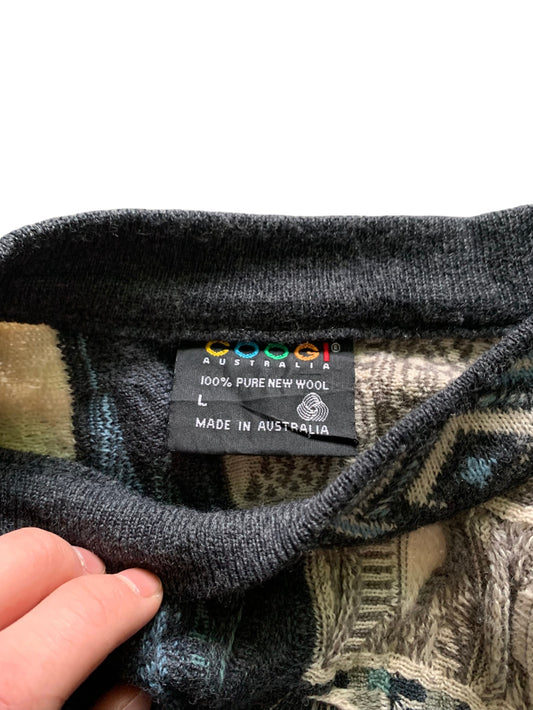 COOGI®
AUSTRALIA
100% PURE NEW WOOL
L
MADE IN AUSTRALIA